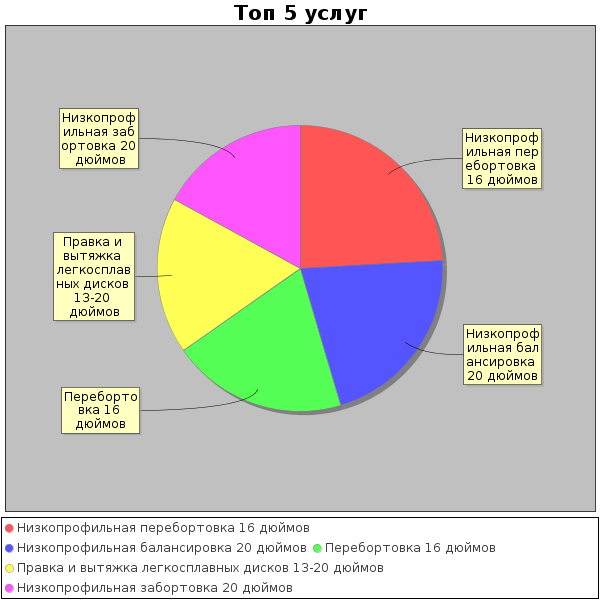 Топ 5 услуг
Низкопроф
ильная заб
ортовка 20
дюймов
Низкопроф
ильная пер
ебортовка
16 дюймов
Правка и
вытяжка
легкосплав
ных дисков
13-20
дюймов
Низкопроф
ильная бал
ансировка
20 дюймов
Переборто
вка 16
дюймов
Низкопрофильная перебортовка 16 дюймов
Низкопрофильная балансировка 20 дюймов Перебортовка 16 дюймов
Правка и вытяжка легкосплавных дисков 13-20 дюймов
Низкопрофильная забортовка 20 дюймов